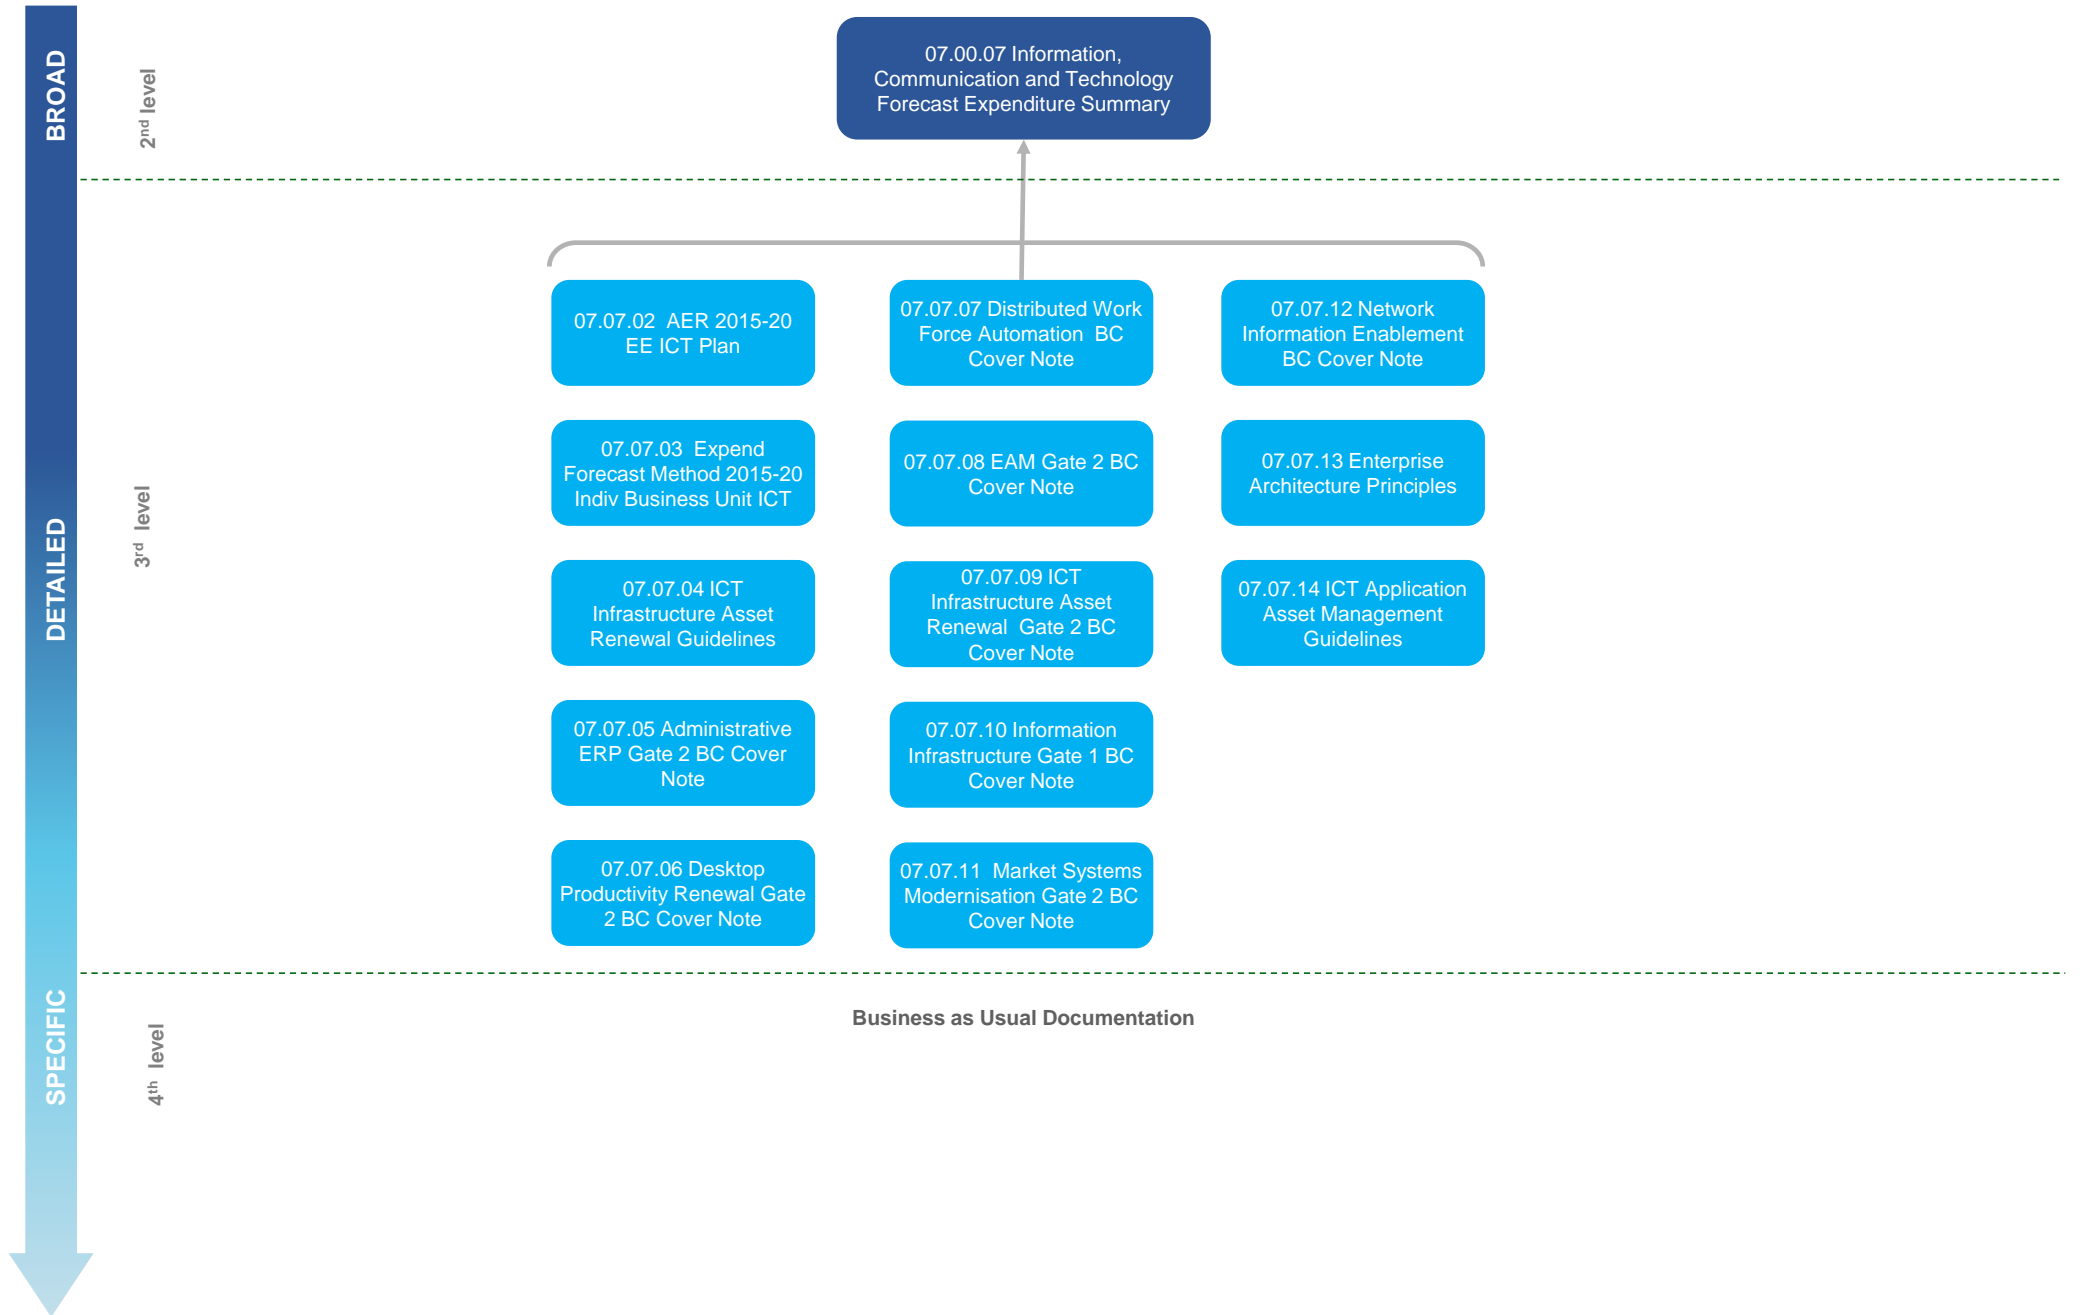 BROAD
2nd level
07.00.07 Information,
Communication and Technology
Forecast Expenditure Summary
DETAILED
3rd level
07.07.02 AER 2015-20
EE ICT Plan
07.07.03 Expend
Forecast Method 2015-20
Indiv Business Unit ICT
07.07.04 ICT
Infrastructure Asset
Renewal Guidelines
07.07.05 Administrative
ERP Gate 2 BC Cover
Note
07.07.06 Desktop
Productivity Renewal Gate
2 BC Cover Note
07.07.07 Distributed Work
Force Automation BC
Cover Note
07.07.08 EAM Gate 2 BC
Cover Note
07.07.09 ICT
Infrastructure Asset
Renewal Gate 2 BC
Cover Note
07.07.10 Information
Infrastructure Gate 1 BC
Cover Note
07.07.11 Market Systems
Modernisation Gate 2 BC
Cover Note
07.07.12 Network
Information Enablement
BC Cover Note
07.07.13 Enterprise
Architecture Principles
07.07.14 ICT Application
Asset Management
Guidelines
SPECIFIC
4th level
Business as Usual Documentation